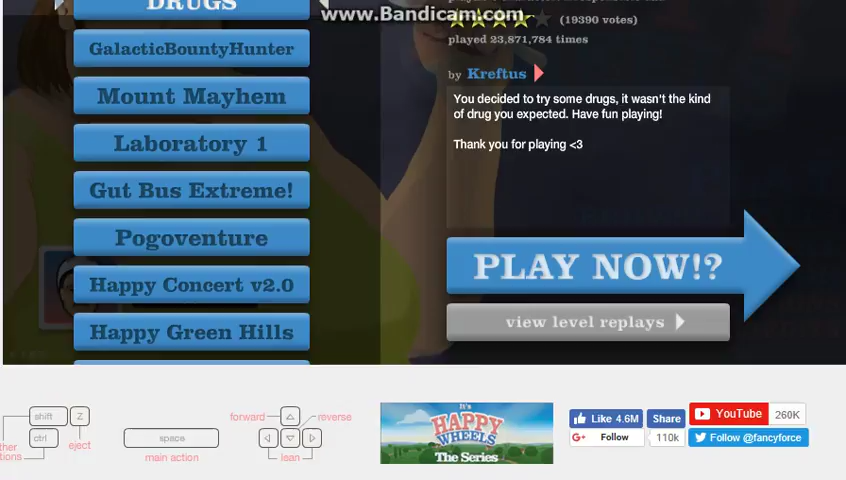 DRUGS
www.Bandicam.com
(19390 votes)
GalacticBountyHunter
played 23,871,784 times
by Kreftus
Mount Mayhem
You decided to try some drugs, it wasn't the kind
of drug you expected. Have fun playing!
Laboratory 1
Thank you for playing <3
Gut Bus Extreme!
Pogoventure
PLAY NOW!?
Happy Concert v2.0
view level replays
Happy Green Hills
shift
Z
ctrl
eject
space
main action
forward
reverse
lean
It's
HAPPY
WHEELS
The Series
Like 4.6M
Share
YouTube
260K
Follow
110k
Follow @fancyforce